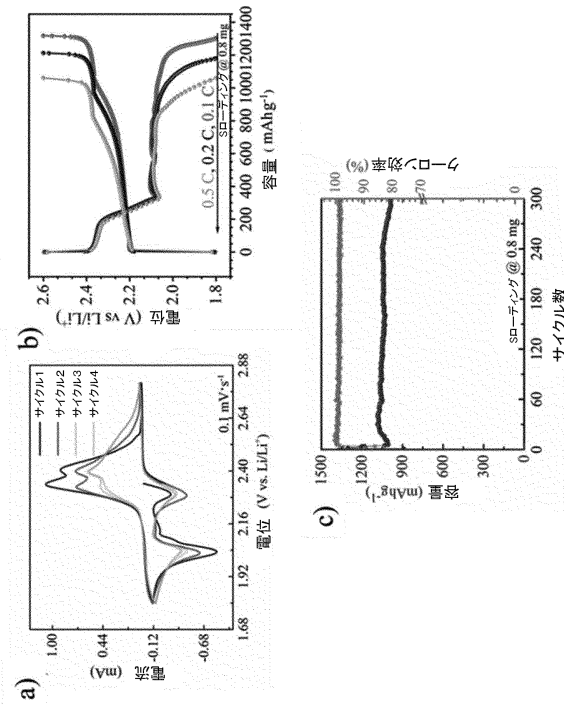 a)
電流 (mA)
1.00
0.44
-0.12
-0.68
サイクル1
サイクル2
サイクル3
サイクル4
0.1 mV·s⁻¹
1.68
1.92
2.16
2.40
2.64
2.88
電位 (V vs. Li/Li⁺)
b)
電位 (V vs Li/Li⁺)
2.6
2.4
2.2
2.0
1.8
0.5 C, 0.2 C, 0.1 C
Sローディング @ 0.8 mg
0
200
400
600
800
1000
1200
1400
容量 ( mAhg⁻¹)
c)
容量 (mAhg⁻¹)
1500
1200
900
600
300
0
Sローディング @ 0.8 mg
100
90
80
70
0
クーロン効率 (%)
0
60
120
180
240
300
サイクル数